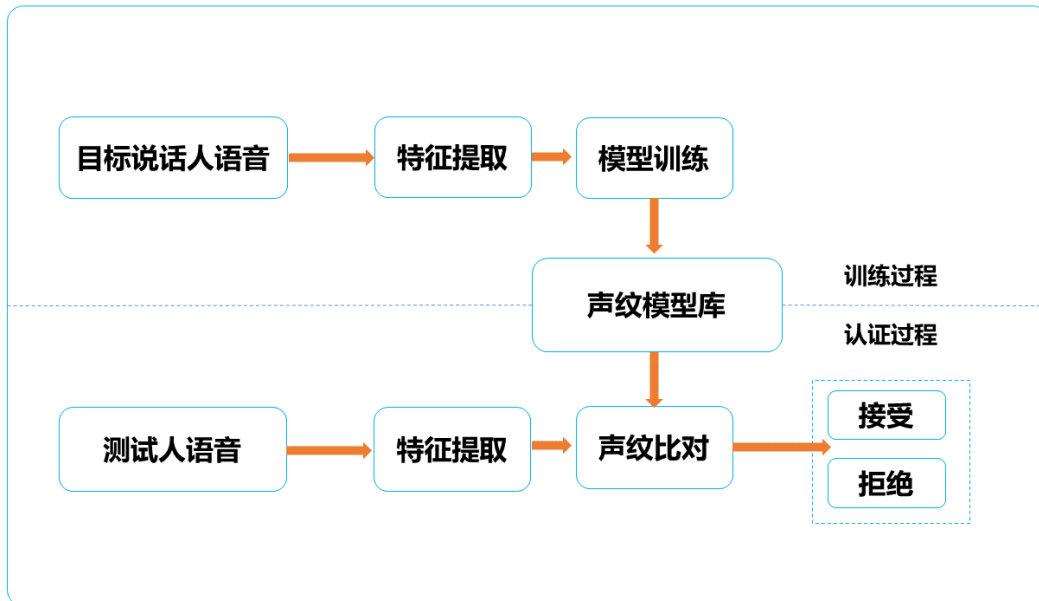 目标说话人语音
特征提取
模型训练
声纹模型库
训练过程
认证过程
测试人语音
特征提取
声纹比对
接受
拒绝